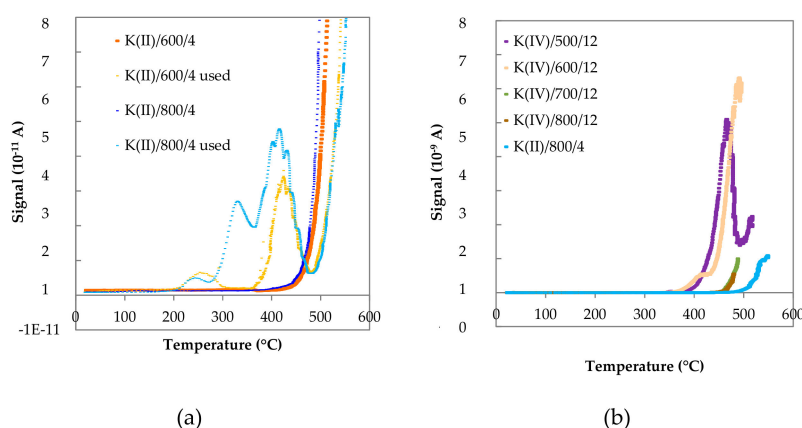 8
7
6
5
4
3
2
1
-1E-11
Signal (10⁻¹¹ A)
K(II)/600/4
K(II)/600/4 used
K(II)/800/4
K(II)/800/4 used
0 100 200 300 400 500 600
Temperature (°C)
(a)
8
7
6
5
4
3
2
1
0
Signal (10⁻⁹ A)
K(IV)/500/12
K(IV)/600/12
K(IV)/700/12
K(IV)/800/12
K(II)/800/4
0 100 200 300 400 500 600
Temperature (°C)
(b)